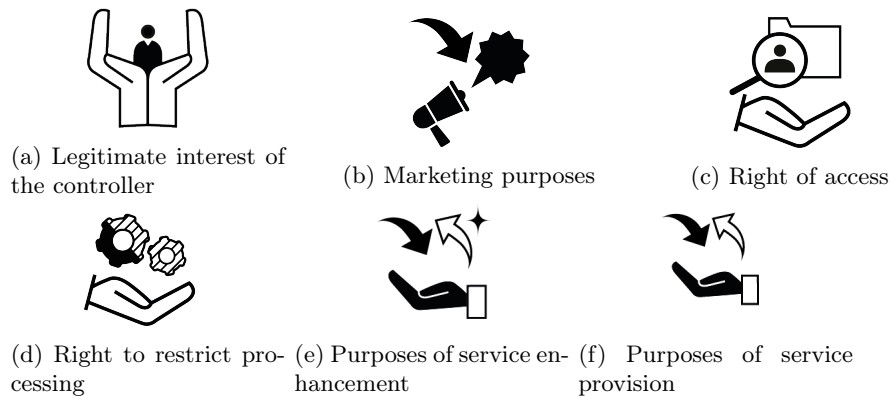 (a) Legitimate interest of
the controller
(b) Marketing purposes
(c) Right of access
(d) Right to restrict pro-
cessing
(e) Purposes of service en-
hancement
(f) Purposes of service
provision